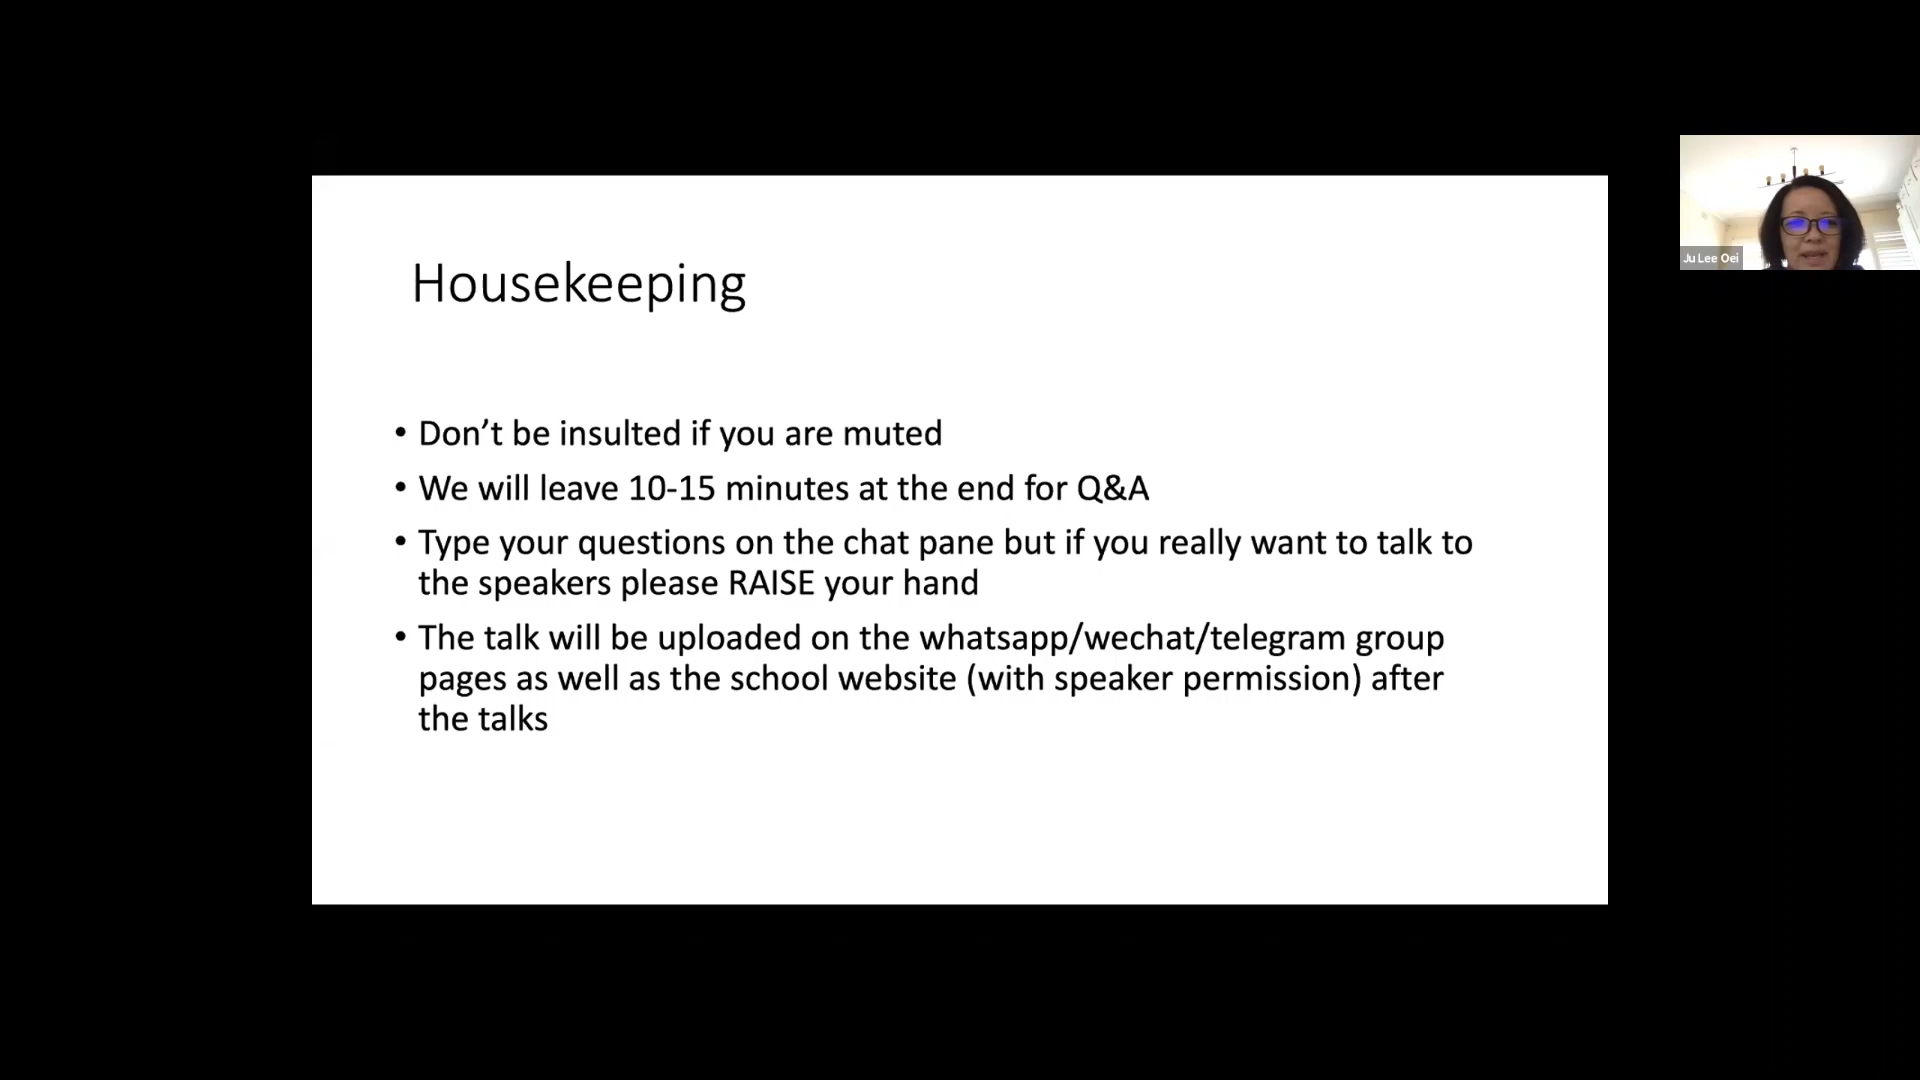 Housekeeping
• Don’t be insulted if you are muted
• We will leave 10-15 minutes at the end for Q&A
• Type your questions on the chat pane but if you really want to talk to
the speakers please RAISE your hand
• The talk will be uploaded on the whatsapp/wechat/telegram group
pages as well as the school website (with speaker permission) after
the talks
Ju Lee Oei